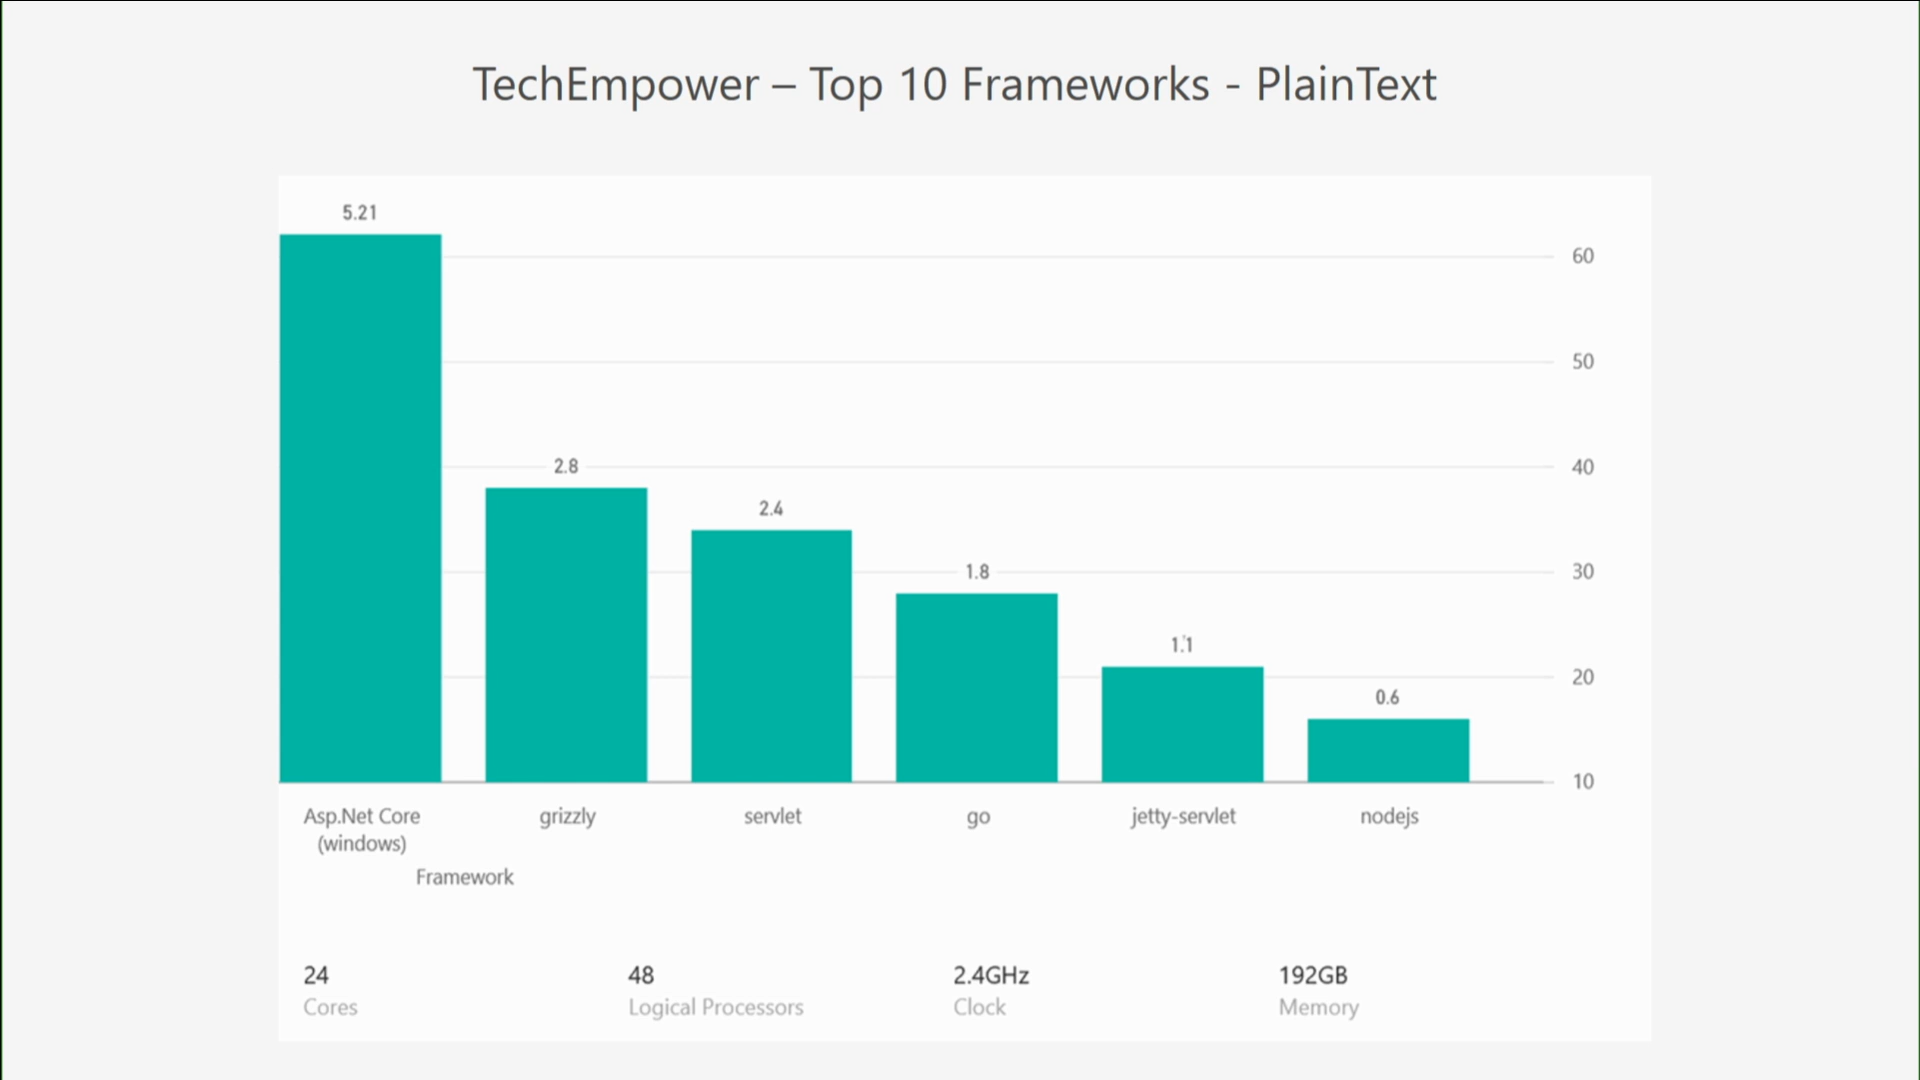 TechEmpower – Top 10 Frameworks - PlainText
5.21
60
50
2.8
40
2.4
1.8
30
1.1
20
0.6
10
Asp.Net Core
(windows)
grizzly
servlet
go
jetty-servlet
nodejs
Framework
24
Cores
48
Logical Processors
2.4GHz
Clock
192GB
Memory